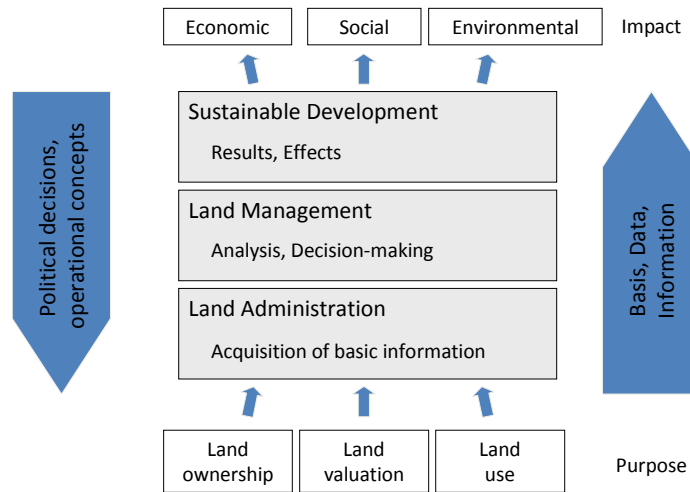 Economic
Social
Environmental
Impact
Political decisions,
operational concepts
Sustainable Development
Results, Effects
Land Management
Analysis, Decision-making
Land Administration
Acquisition of basic information
Basis, Data,
Information
Land
ownership
Land
valuation
Land
use
Purpose